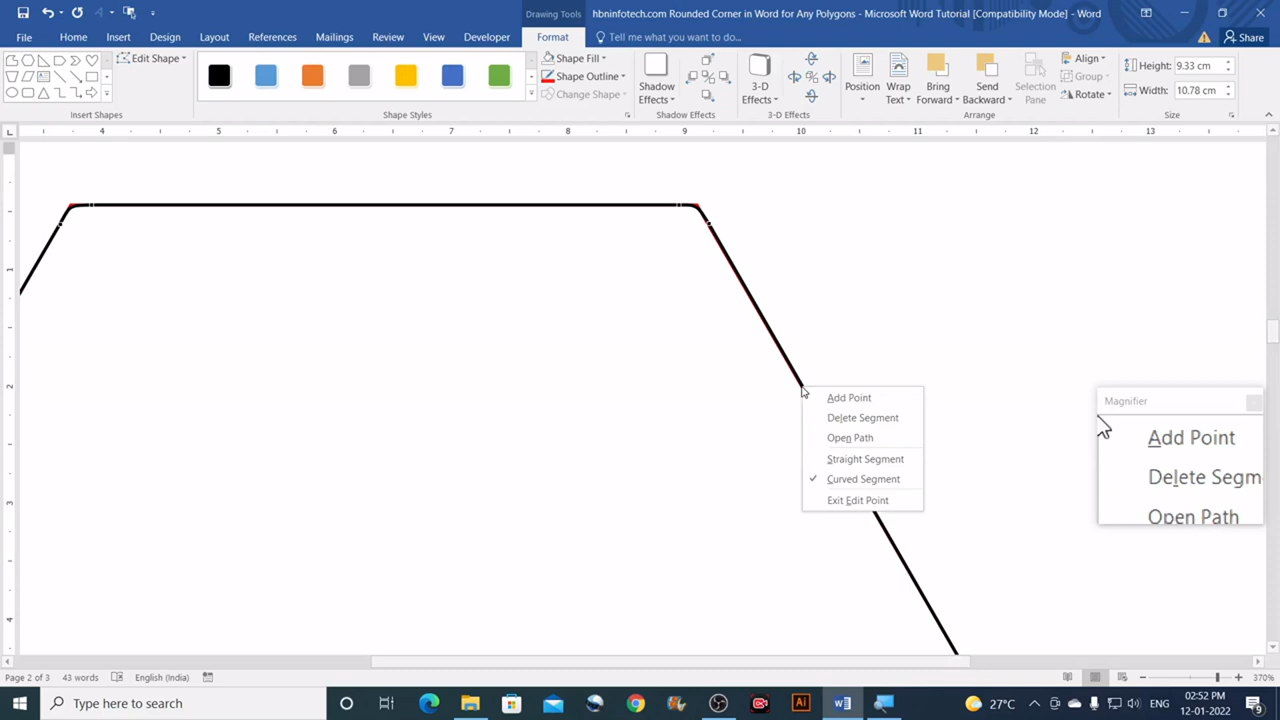 hbninfotech.com Rounded Corner in Word for Any Polygons - Microsoft Word Tutorial [Compatibility Mode] - Word
Drawing Tools
File Home Insert Design Layout References Mailings Review View Developer Format Tell me what you want to do... Share
Edit Shape
Shape Fill
Shape Outline
Change Shape
Shadow Effects
3-D Effects
Position
Wrap Text
Bring Forward
Send Backward
Selection Pane
Align
Group
Rotate
Height: 9.33 cm
Width: 10.78 cm
Insert Shapes Shape Styles Shadow Effects 3-D Effects Arrange Size
4 5 6 7 8 9 10 11 12 13
1
2
3
4
Add Point
Delete Segment
Open Path
Straight Segment
Curved Segment
Exit Edit Point
Magnifier
Add Point
Delete Segm
Open Path
Page 2 of 3 43 words English (India) 370%
Type here to search
27°C
ENG
02:52 PM
12-01-2022
9